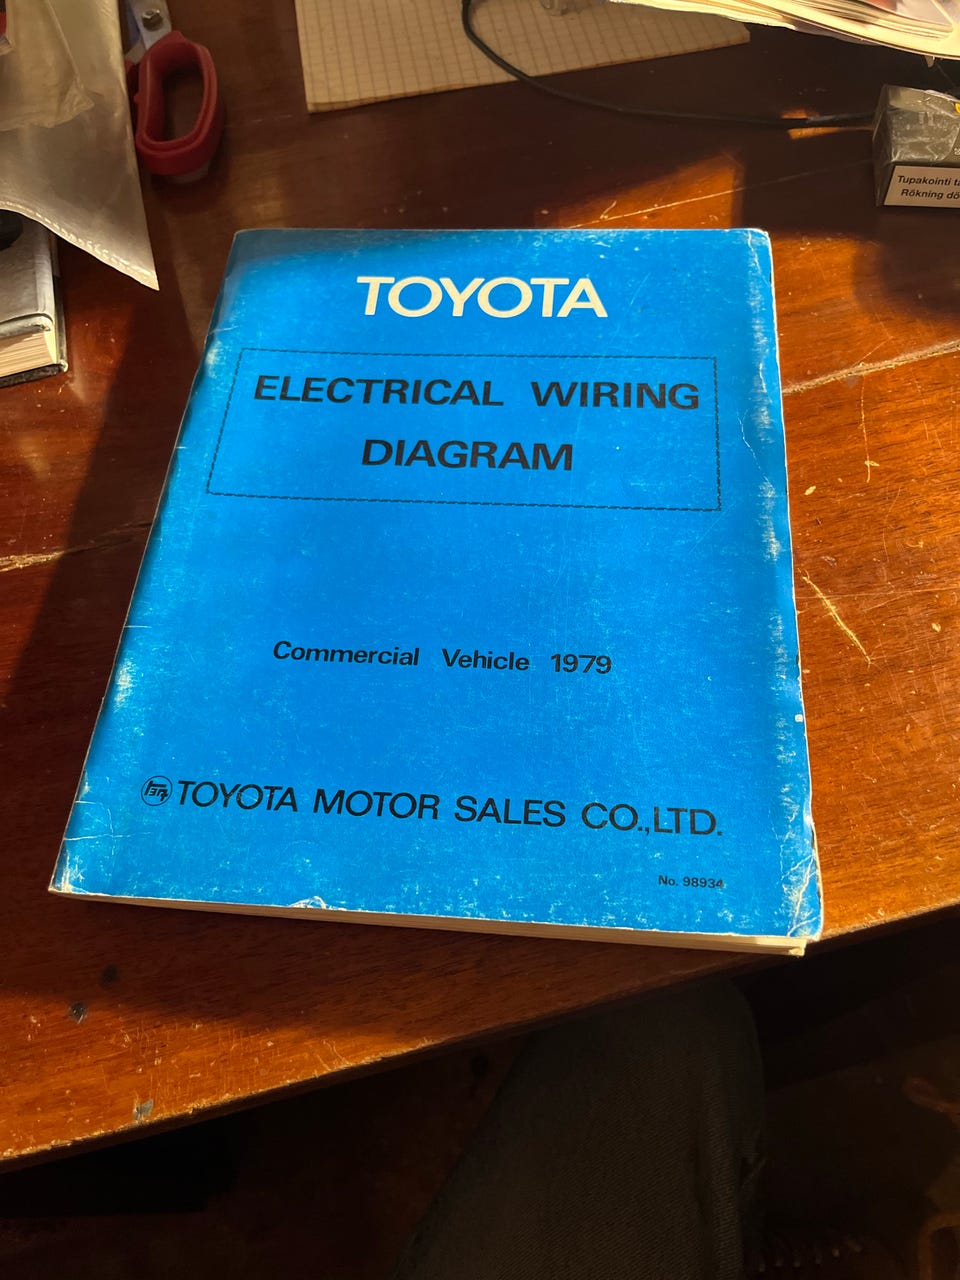 Tupakointi
Rökning
TOYOTA
ELECTRICAL WIRING
DIAGRAM
Commercial Vehicle 1979
TOYOTA MOTOR SALES CO.,LTD.
No. 98934